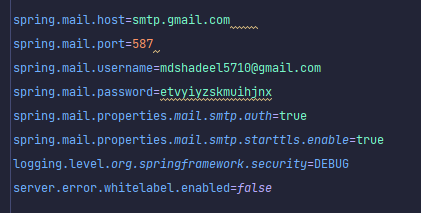 spring.mail.host=smtp.gmail.com
spring.mail.port=587
spring.mail.username=mdshadeel5710@gmail.com
spring.mail.password=etvyiyzskmuihjnx
spring.mail.properties.mail.smtp.auth=true
spring.mail.properties.mail.smtp.starttls.enable=true
logging.level.org.springframework.security=DEBUG
server.error.whitelabel.enabled=false